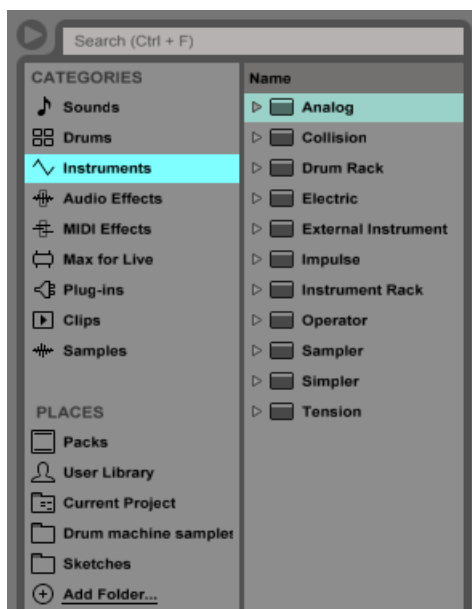 Search (Ctrl + F)
CATEGORIES
Sounds
Drums
Instruments
Audio Effects
MIDI Effects
Max for Live
Plug-ins
Clips
Samples
PLACES
Packs
User Library
Current Project
Drum machine samples
Sketches
Add Folder...
Name
Analog
Collision
Drum Rack
Electric
External Instrument
Impulse
Instrument Rack
Operator
Sampler
Simpler
Tension